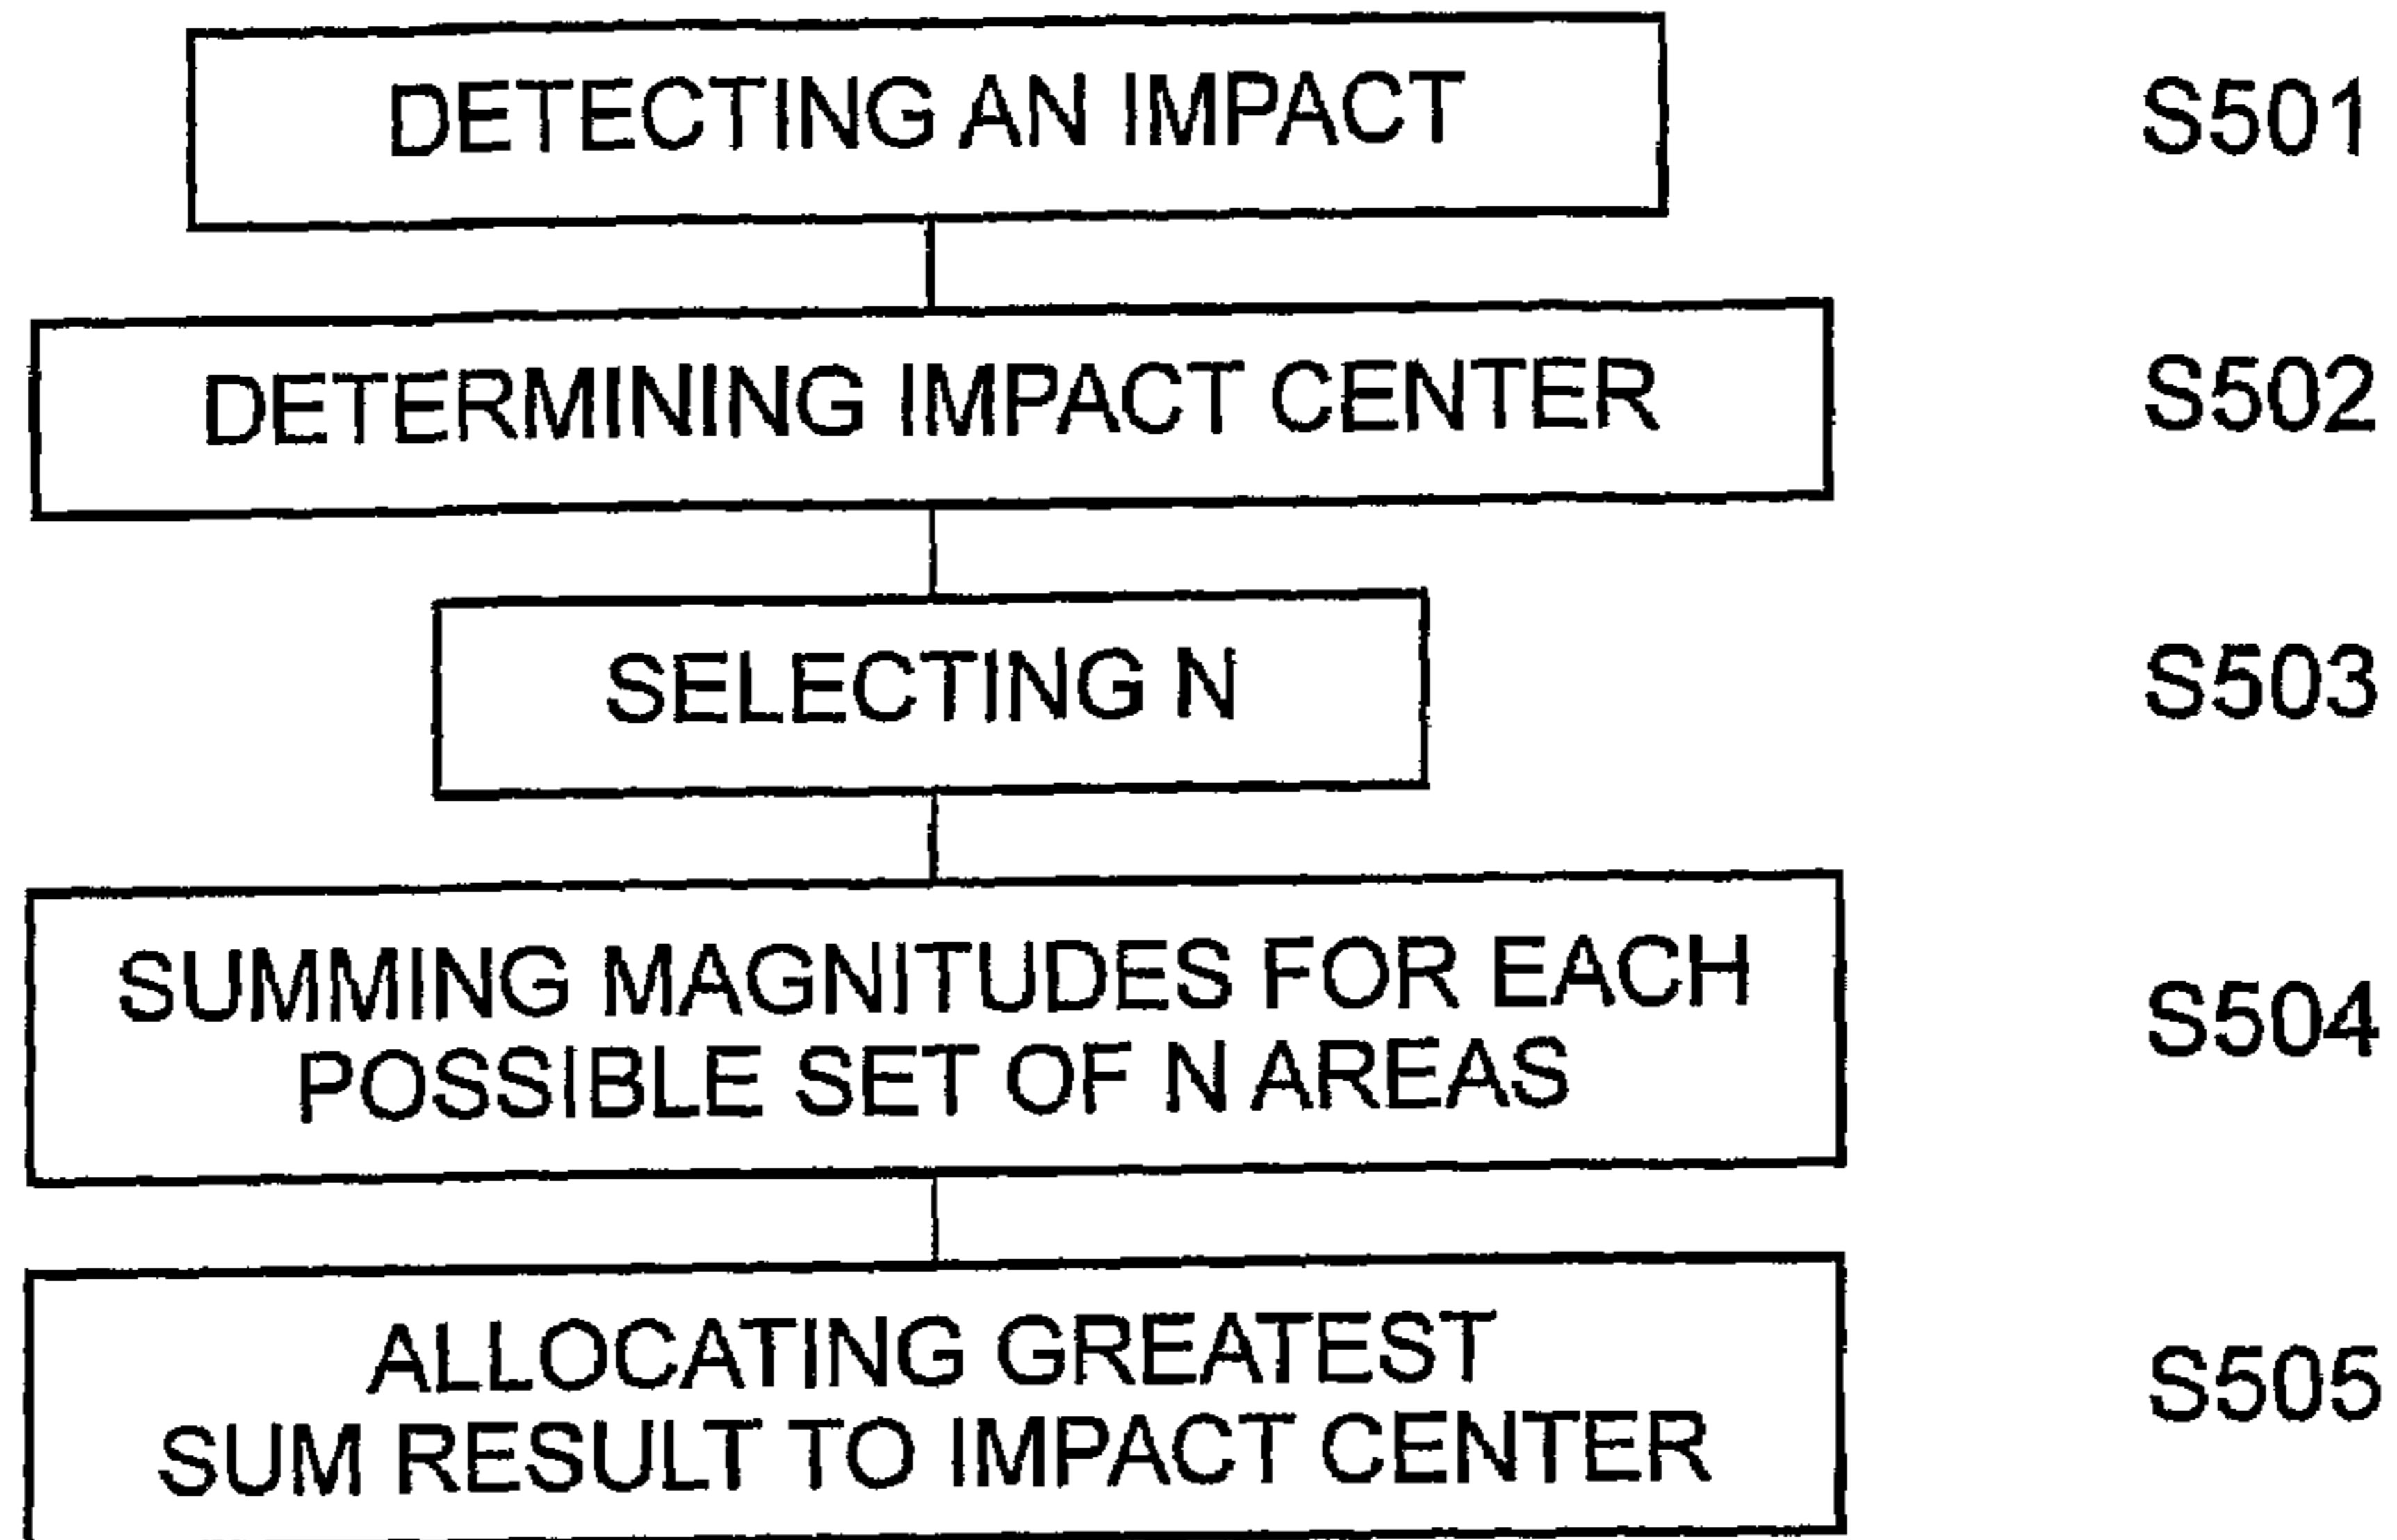 DETECTING AN IMPACT S501
DETERMINING IMPACT CENTER S502
SELECTING N S503
SUMMING MAGNITUDES FOR EACH
POSSIBLE SET OF N AREAS
S504
ALLOCATING GREATEST
SUM RESULT TO IMPACT CENTER
S505